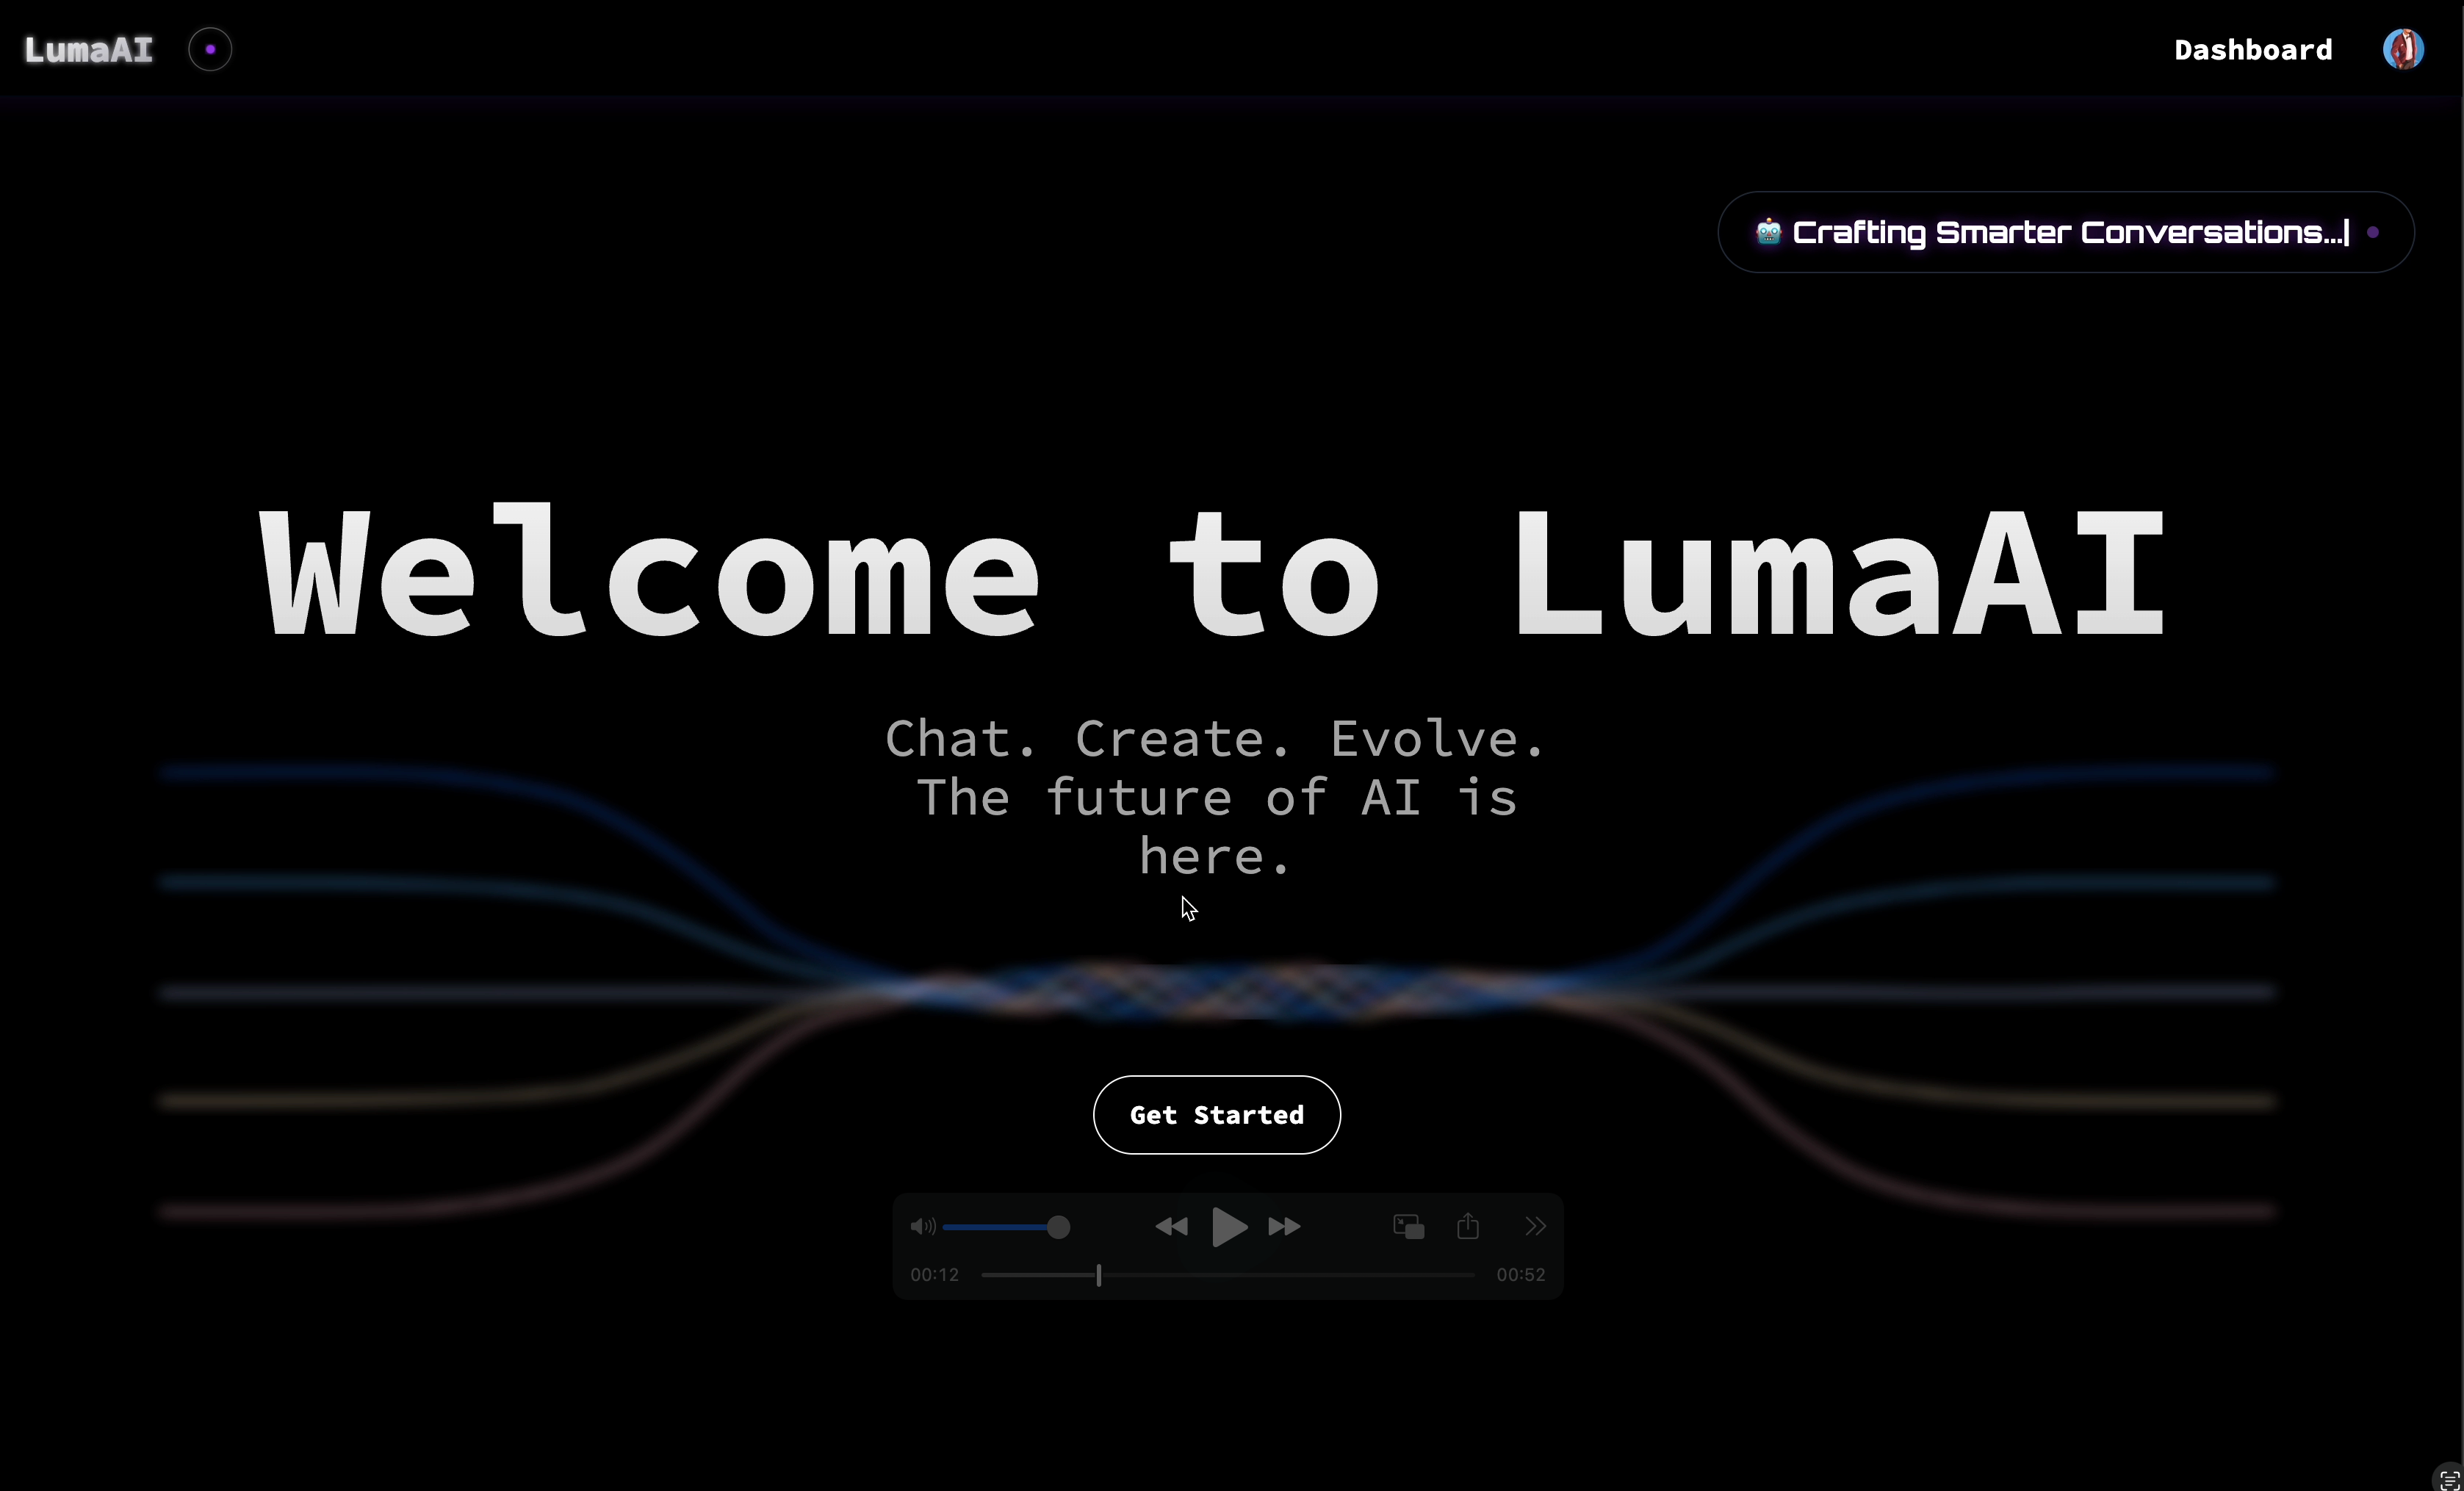 LumaAI
Dashboard
🤖 Crafting Smarter Conversations...|
Welcome to LumaAI
Chat. Create. Evolve.
The future of AI is
here.
Get Started
00:12
00:52